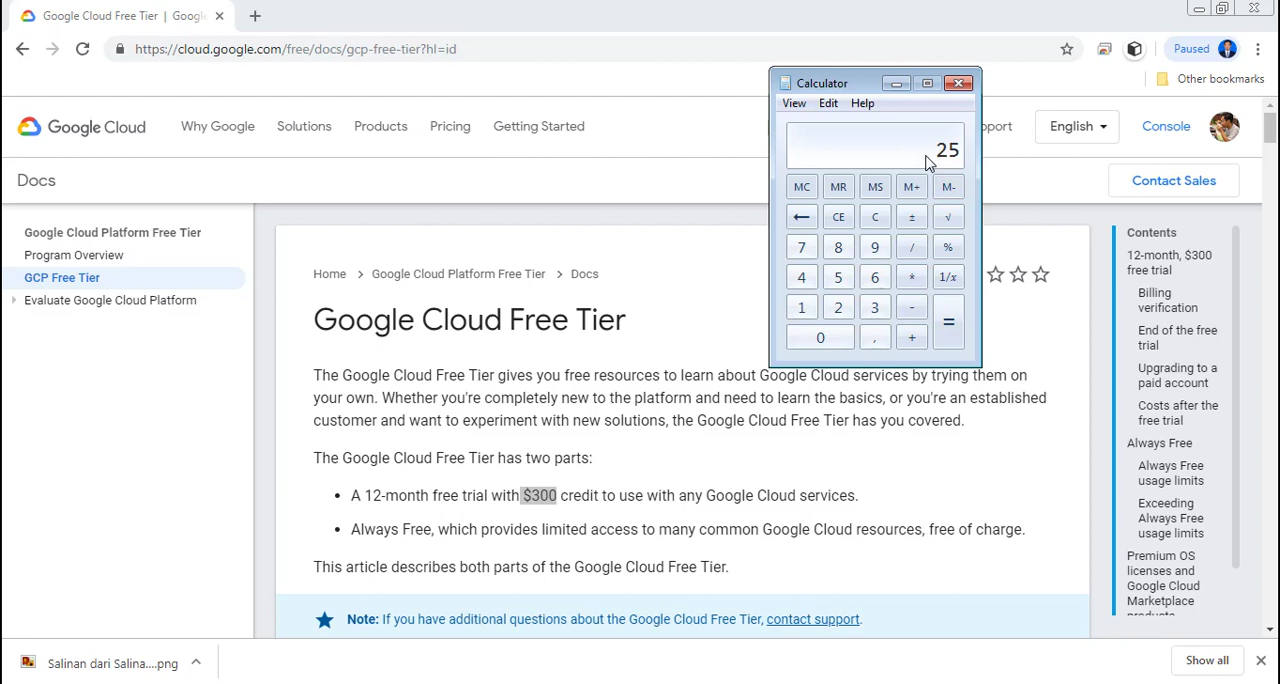 Google Cloud Free Tier | Googl
https://cloud.google.com/free/docs/gcp-free-tier?hl=id
Paused
Other bookmarks
Google Cloud
Why Google
Solutions
Products
Pricing
Getting Started
pport
English
Console
Docs
Contact Sales
Google Cloud Platform Free Tier
Program Overview
GCP Free Tier
Evaluate Google Cloud Platform
Home > Google Cloud Platform Free Tier > Docs
Google Cloud Free Tier
The Google Cloud Free Tier gives you free resources to learn about Google Cloud services by trying them on
your own. Whether you're completely new to the platform and need to learn the basics, or you're an established
customer and want to experiment with new solutions, the Google Cloud Free Tier has you covered.
The Google Cloud Free Tier has two parts:
• A 12-month free trial with $300 credit to use with any Google Cloud services.
• Always Free, which provides limited access to many common Google Cloud resources, free of charge.
This article describes both parts of the Google Cloud Free Tier.
Note: If you have additional questions about the Google Cloud Free Tier, contact support.
Calculator
View Edit Help
25
MC MR MS M+ M-
← CE C ± √
7 8 9 / %
4 5 6 * 1/x
1 2 3 - =
0 , +
Contents
12-month, $300
free trial
Billing
verification
End of the free
trial
Upgrading to a
paid account
Costs after the
free trial
Always Free
Always Free
usage limits
Exceeding
Always Free
usage limits
Premium OS
licenses and
Google Cloud
Marketplace
Salinan dari Salina....png
Show all